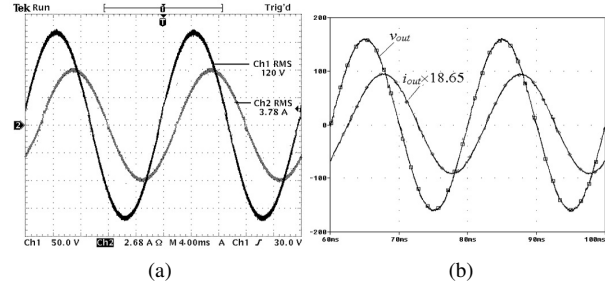 Tek Run
Trig'd
Ch1 RMS
120 V
Ch2 RMS
3.78 A
2
Ch1 50.0 V Ch2 2.68 A Ω M 4.00ms A Ch1 30.0 V
(a)
200
100
0
-100
-200
v_out
i_out×18.65
60ms 70ms 80ms 90ms 100ms
(b)